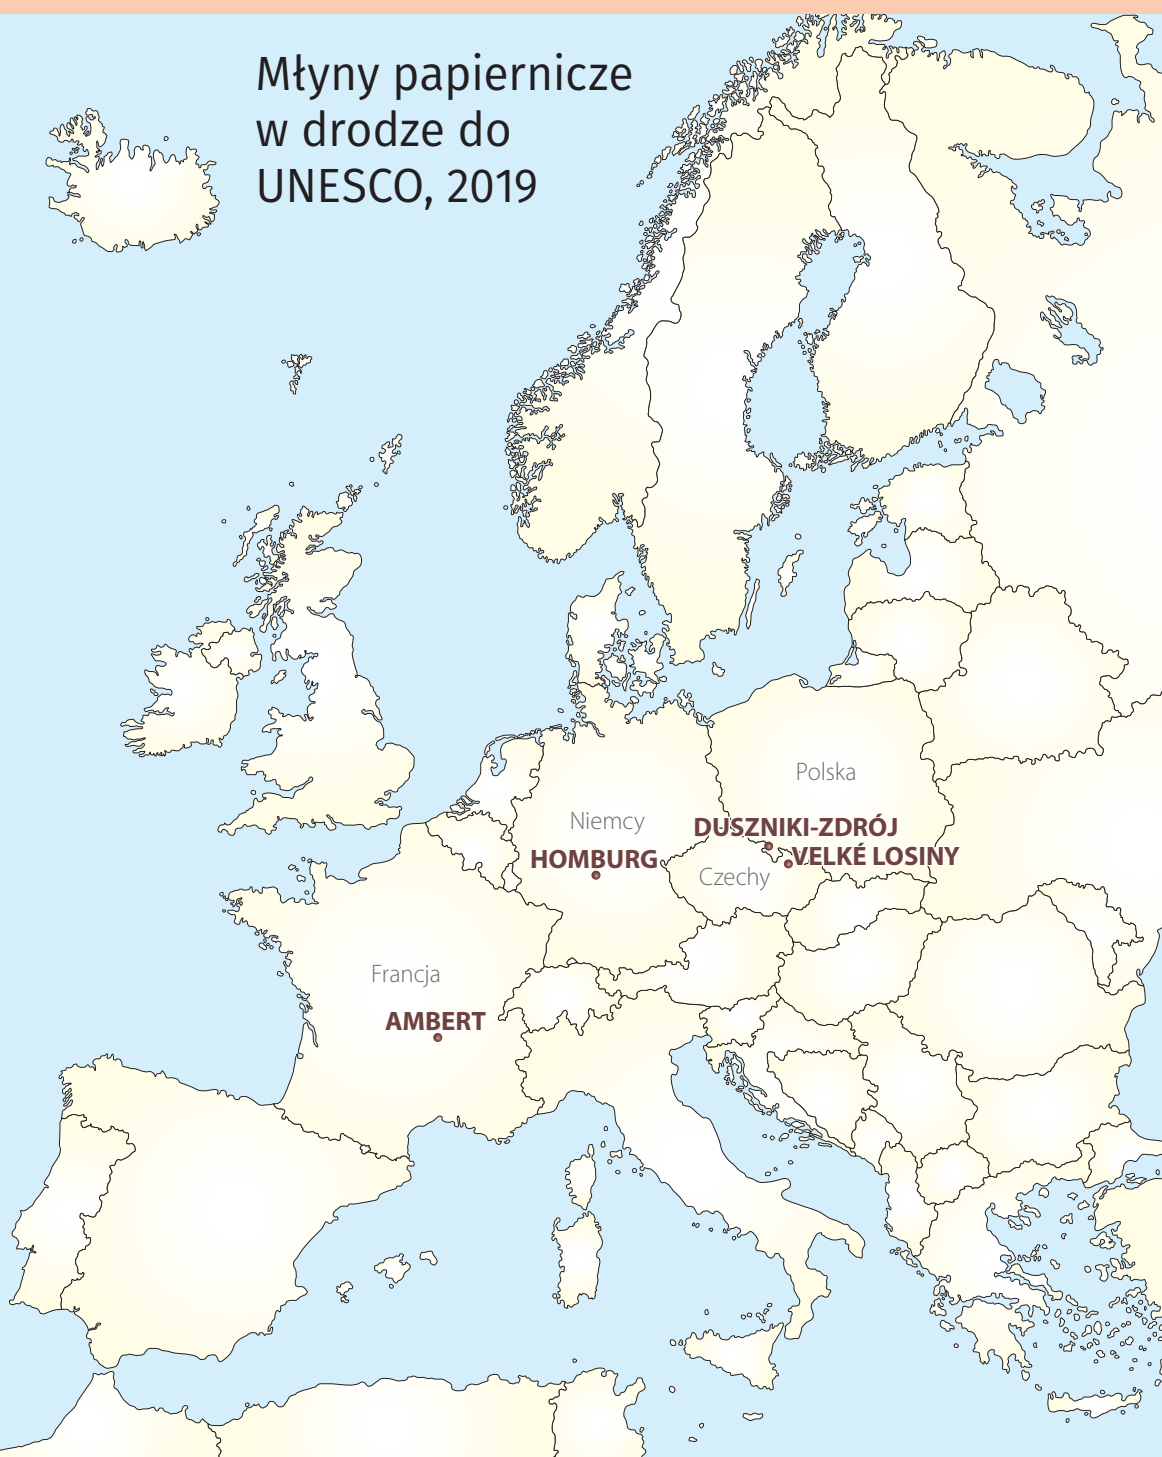 Młyny papiernicze
w drodze do
UNESCO, 2019
Polska
Niemcy
DUSZNIKI-ZDRÓJ
HOMBURG
VELKÉ LOSINY
Czechy
Francja
AMBERT